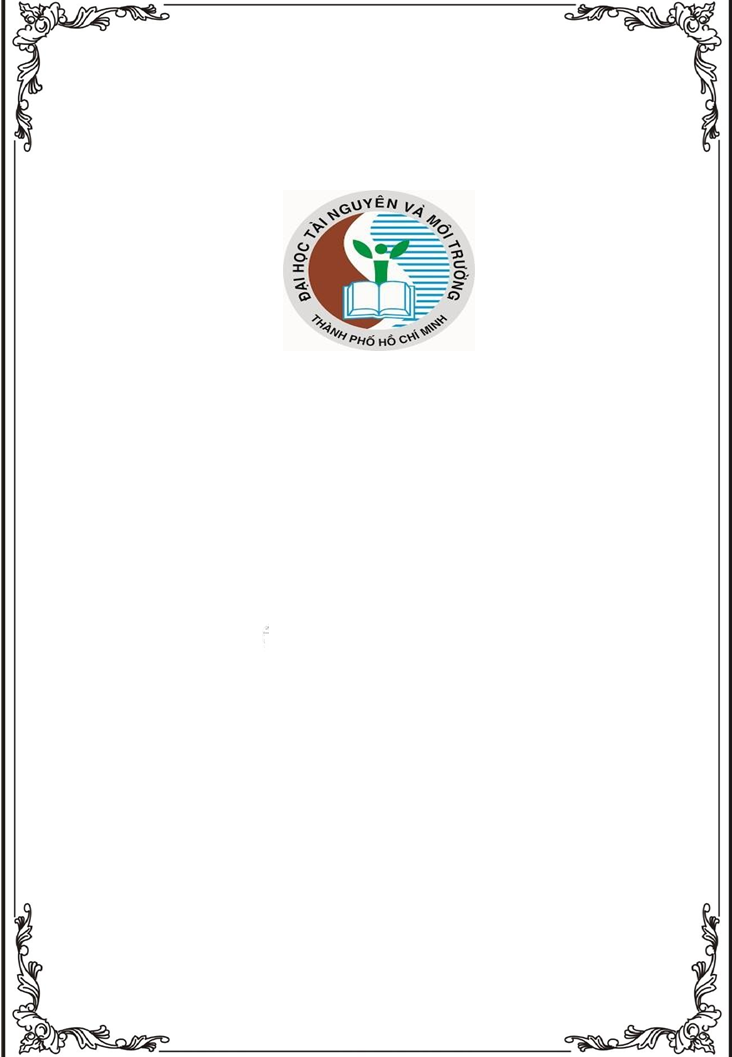 ĐẠI HỌC TÀI NGUYÊN VÀ MÔI TRƯỜNG
THÀNH PHỐ HỒ CHÍ MINH